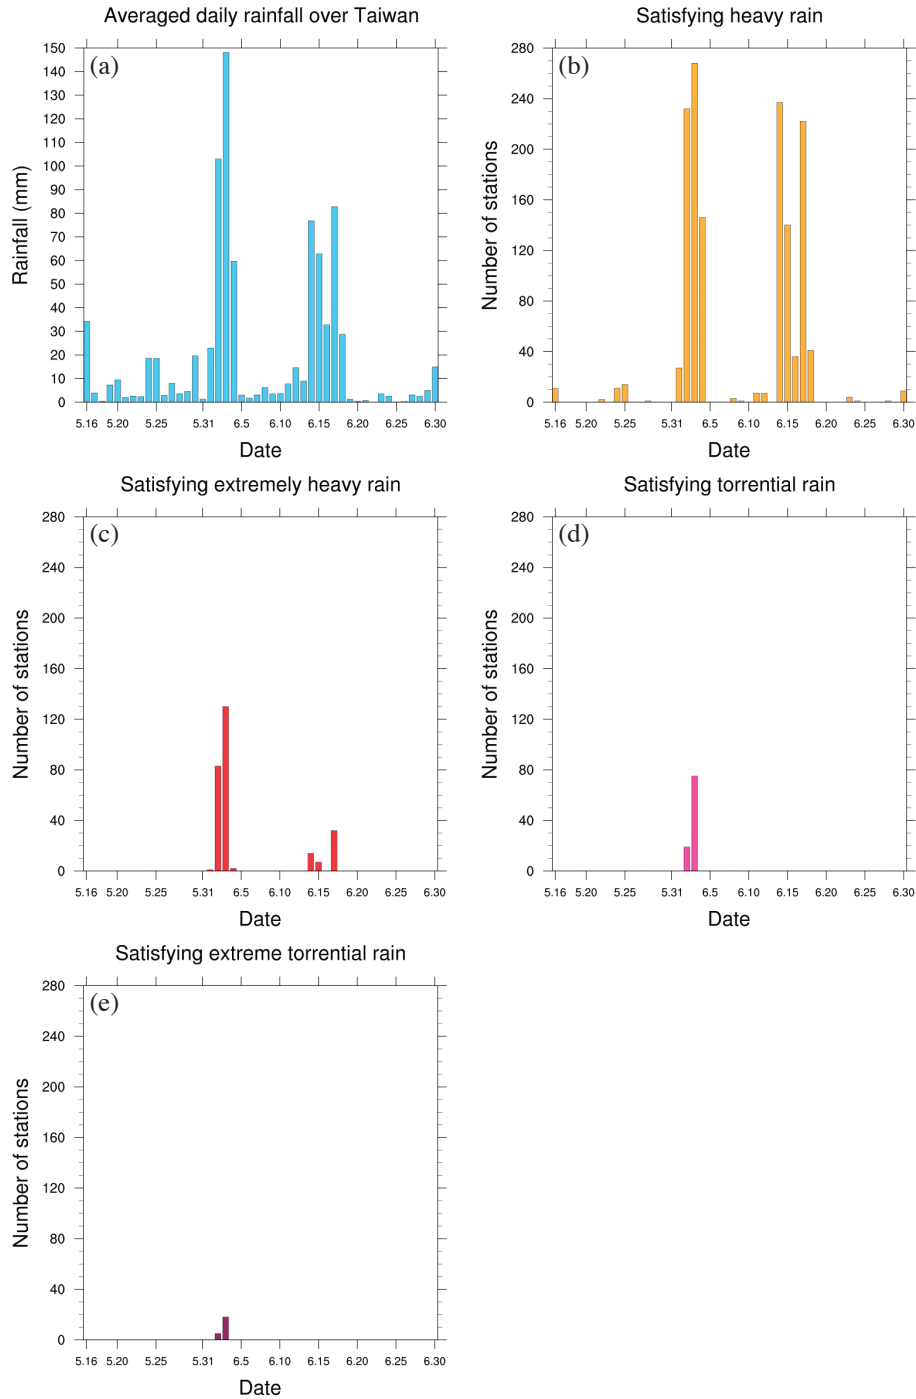 Averaged daily rainfall over Taiwan
(a)
150
140
130
120
110
100
90
80
70
60
50
40
30
20
10
0
Rainfall (mm)
5.16 5.20 5.25 5.31 6.5 6.10 6.15 6.20 6.25 6.30
Date
Satisfying heavy rain
(b)
280
240
200
160
120
80
40
0
Number of stations
5.16 5.20 5.25 5.31 6.5 6.10 6.15 6.20 6.25 6.30
Date
Satisfying extremely heavy rain
(c)
280
240
200
160
120
80
40
0
Number of stations
5.16 5.20 5.25 5.31 6.5 6.10 6.15 6.20 6.25 6.30
Date
Satisfying torrential rain
(d)
280
240
200
160
120
80
40
0
Number of stations
5.16 5.20 5.25 5.31 6.5 6.10 6.15 6.20 6.25 6.30
Date
Satisfying extreme torrential rain
(e)
280
240
200
160
120
80
40
0
Number of stations
5.16 5.20 5.25 5.31 6.5 6.10 6.15 6.20 6.25 6.30
Date